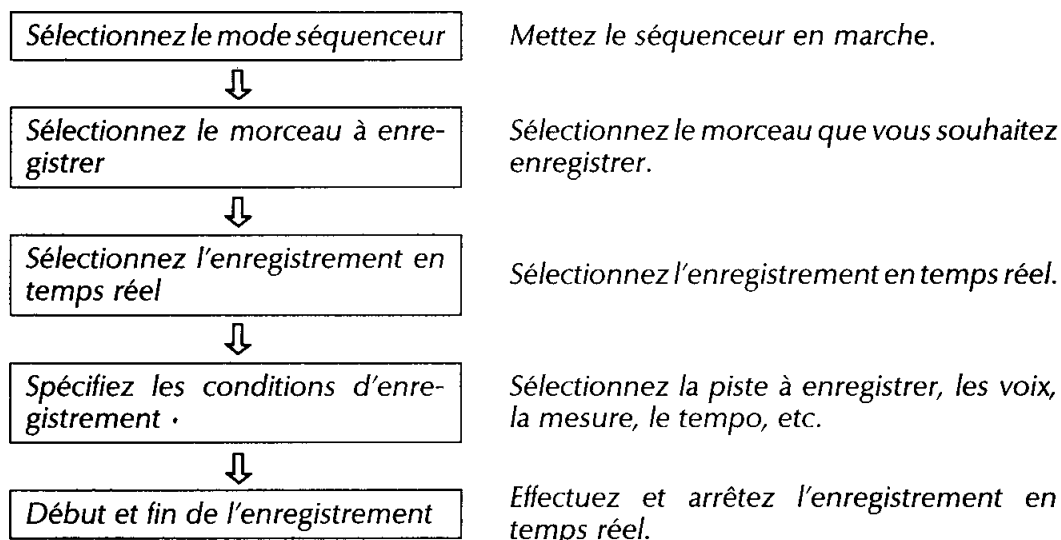 Sélectionnez le mode séquenceur
Mettez le séquenceur en marche.
Sélectionnez le morceau à enre-
gistrer
Sélectionnez le morceau que vous souhaitez
enregistrer.
Sélectionnez l'enregistrement en
temps réel
Sélectionnez l'enregistrement en temps réel.
Spécifiez les conditions d'enre-
gistrement
Sélectionnez la piste à enregistrer, les voix,
la mesure, le tempo, etc.
Début et fin de l'enregistrement
Effectuez et arrêtez l'enregistrement en
temps réel.